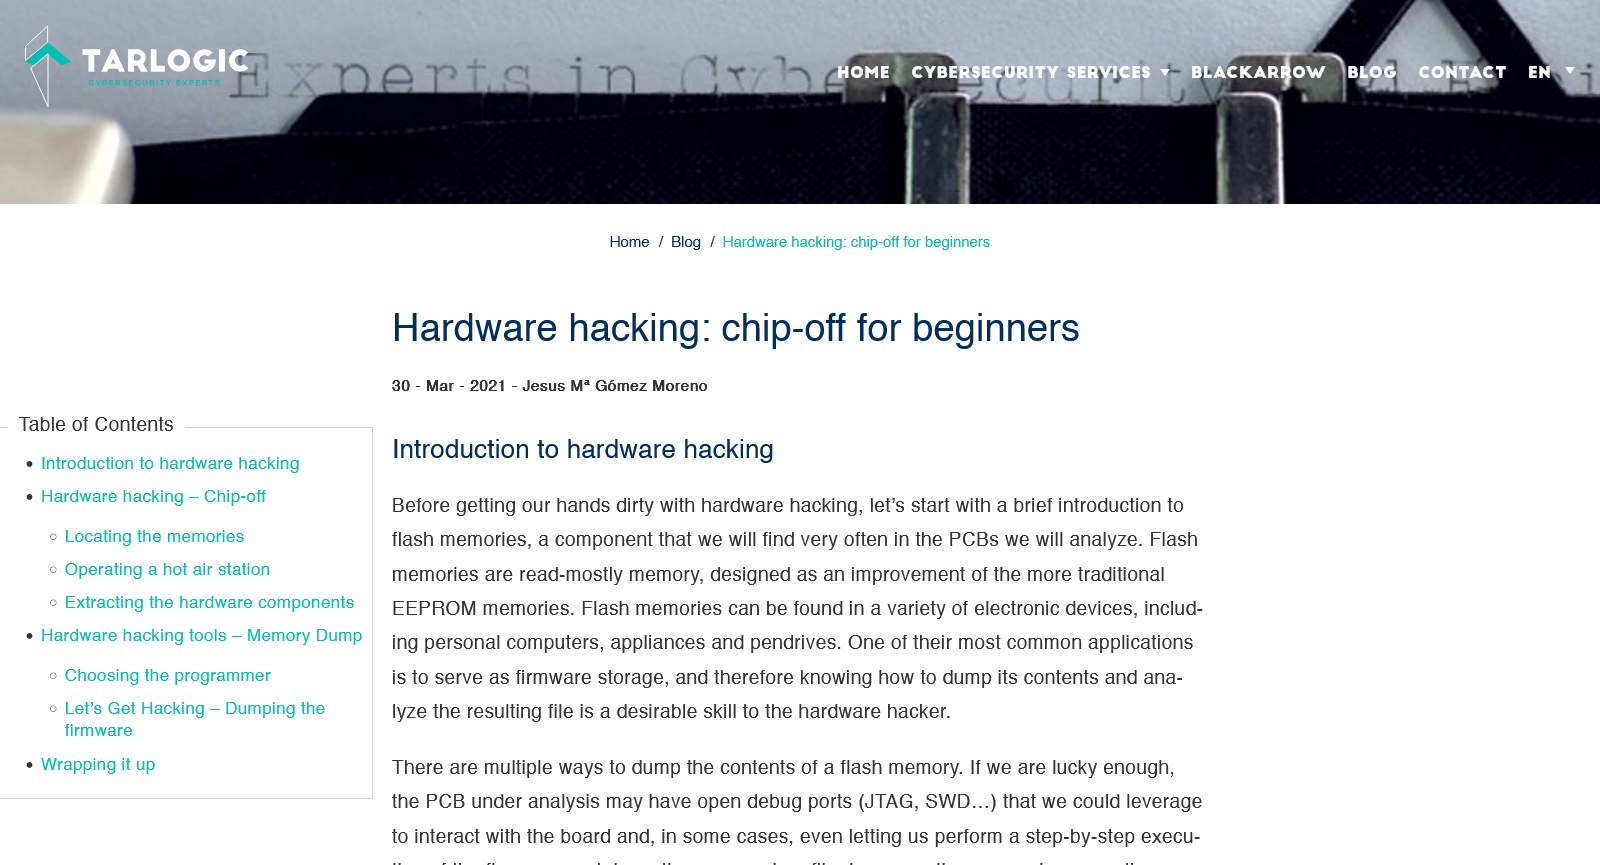 TARLOGIC
CYBERSECURITY EXPERTS
Experts in Cyber Security
HOME CYBERSECURITY SERVICES BLACKARROW BLOG CONTACT EN
Home / Blog / Hardware hacking: chip-off for beginners
Hardware hacking: chip-off for beginners
30 - Mar - 2021 - Jesus Mª Gómez Moreno
Table of Contents
• Introduction to hardware hacking
• Hardware hacking – Chip-off
○ Locating the memories
○ Operating a hot air station
○ Extracting the hardware components
• Hardware hacking tools – Memory Dump
○ Choosing the programmer
○ Let’s Get Hacking – Dumping the
firmware
• Wrapping it up
Introduction to hardware hacking
Before getting our hands dirty with hardware hacking, let’s start with a brief introduction to
flash memories, a component that we will find very often in the PCBs we will analyze. Flash
memories are read-mostly memory, designed as an improvement of the more traditional
EEPROM memories. Flash memories can be found in a variety of electronic devices, includ-
ing personal computers, appliances and pendrives. One of their most common applications
is to serve as firmware storage, and therefore knowing how to dump its contents and ana-
lyze the resulting file is a desirable skill to the hardware hacker.
There are multiple ways to dump the contents of a flash memory. If we are lucky enough,
the PCB under analysis may have open debug ports (JTAG, SWD…) that we could leverage
to interact with the board and, in some cases, even letting us perform a step-by-step execu-